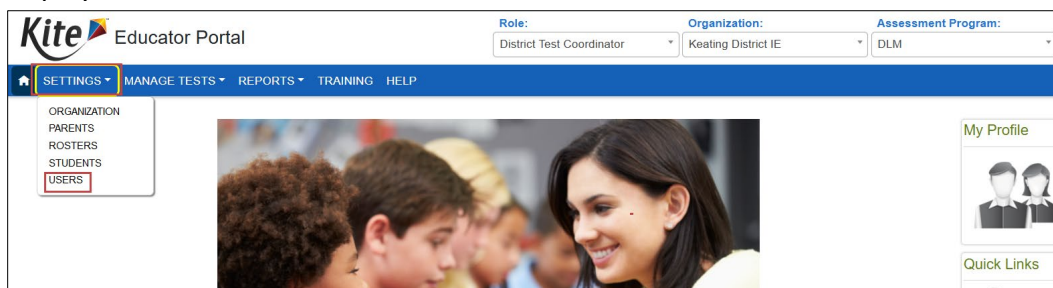 Kite Educator Portal
Role: Organization: Assessment Program:
District Test Coordinator Keating District IE DLM
SETTINGS MANAGE TESTS REPORTS TRAINING HELP
ORGANIZATION
PARENTS
ROSTERS
STUDENTS
USERS
My Profile
Quick Links